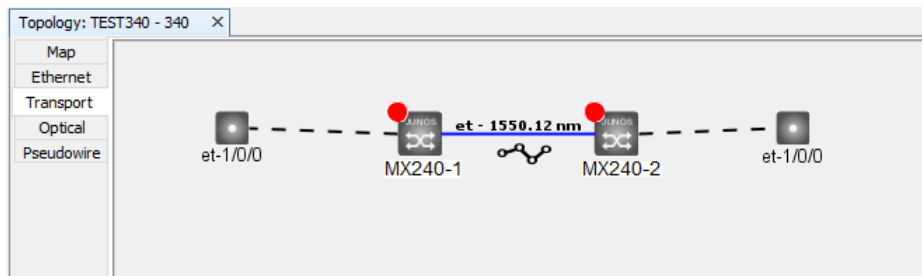 Topology: TEST340 - 340 ×
Map
Ethernet
Transport
Optical
Pseudowire
JUNOS
et - 1550.12 nm
JUNOS
et-1/0/0
MX240-1
MX240-2
et-1/0/0